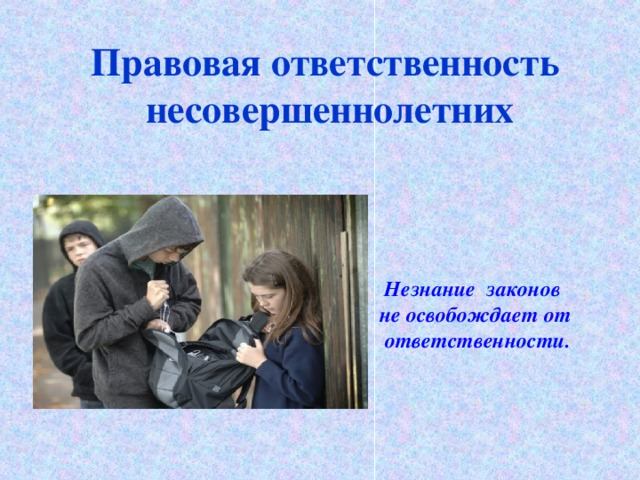 Правовая ответственность
несовершеннолетних
Незнание законов
не освобождает от
ответственности.